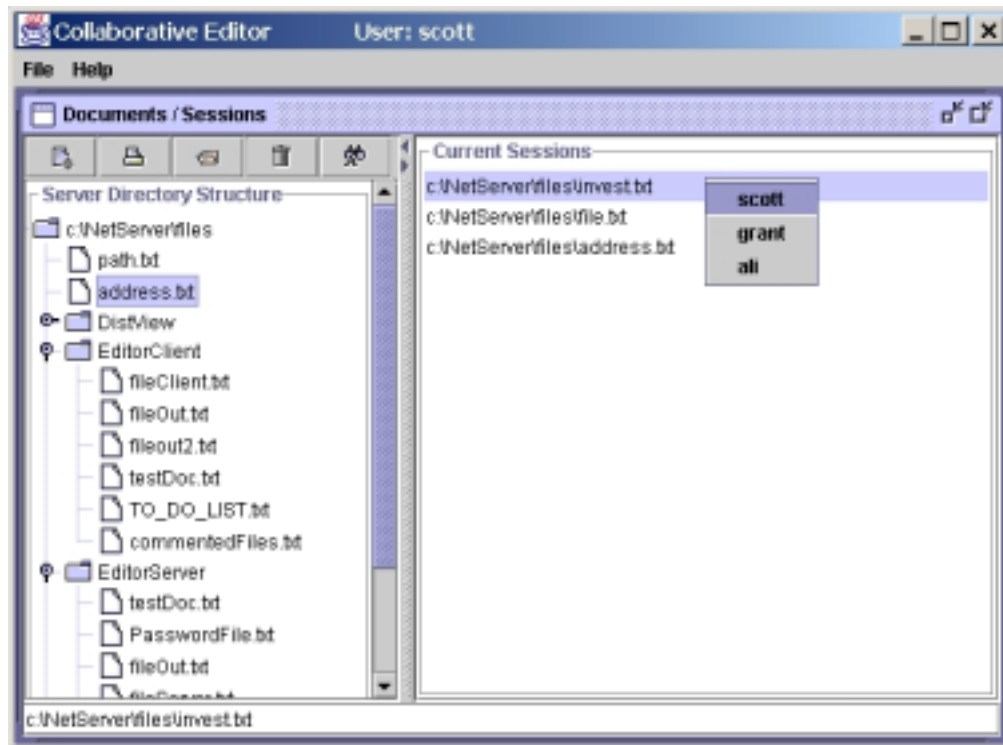 Collaborative Editor User: scott
File Help
Documents / Sessions
Server Directory Structure
c:\NetServer\files
path.txt
address.txt
DistView
EditorClient
fileClient.txt
fileOut.txt
fileout2.txt
testDoc.txt
TO_DO_LIST.txt
commentedFiles.txt
EditorServer
testDoc.txt
PasswordFile.txt
fileOut.txt
Current Sessions
c:\NetServer\files\invest.txt
c:\NetServer\files\file.txt
c:\NetServer\files\address.txt
scott
grant
ali
c:\NetServer\files\invest.txt